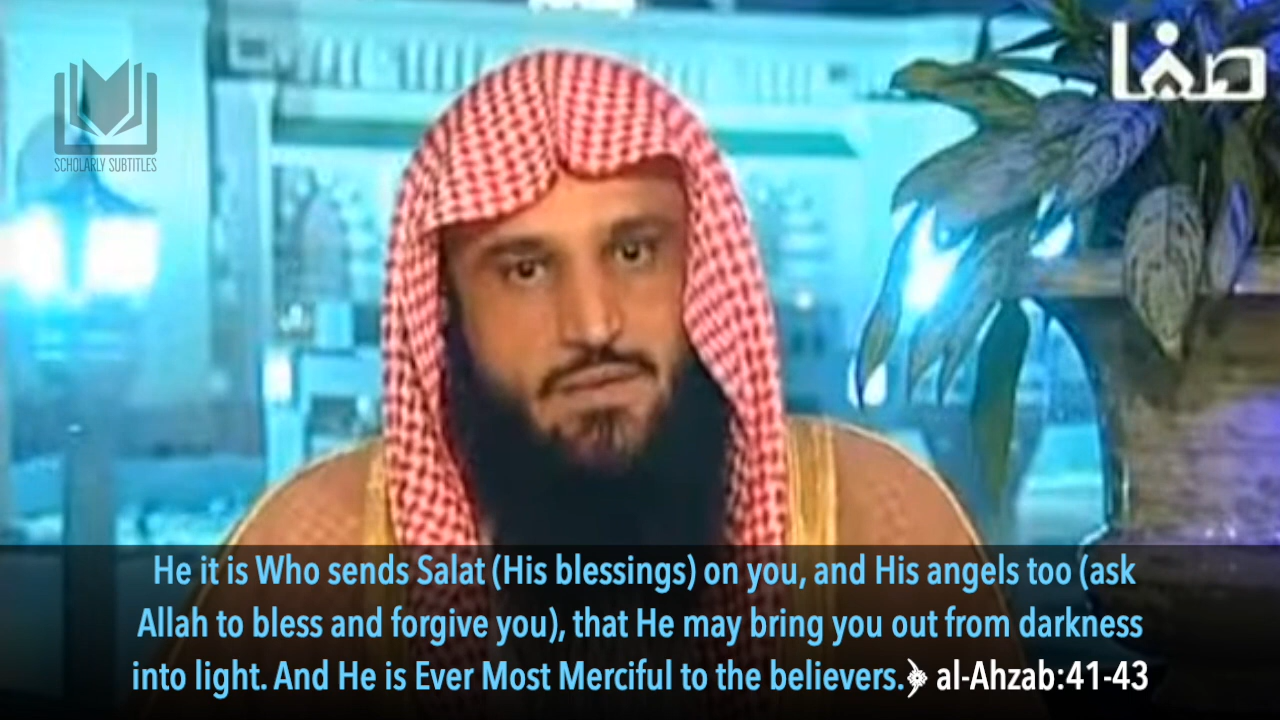 صفا
SCHOLARLY SUBTITLES
He it is Who sends Salat (His blessings) on you, and His angels too (ask
Allah to bless and forgive you), that He may bring you out from darkness
into light. And He is Ever Most Merciful to the believers.﴾ al-Ahzab:41-43